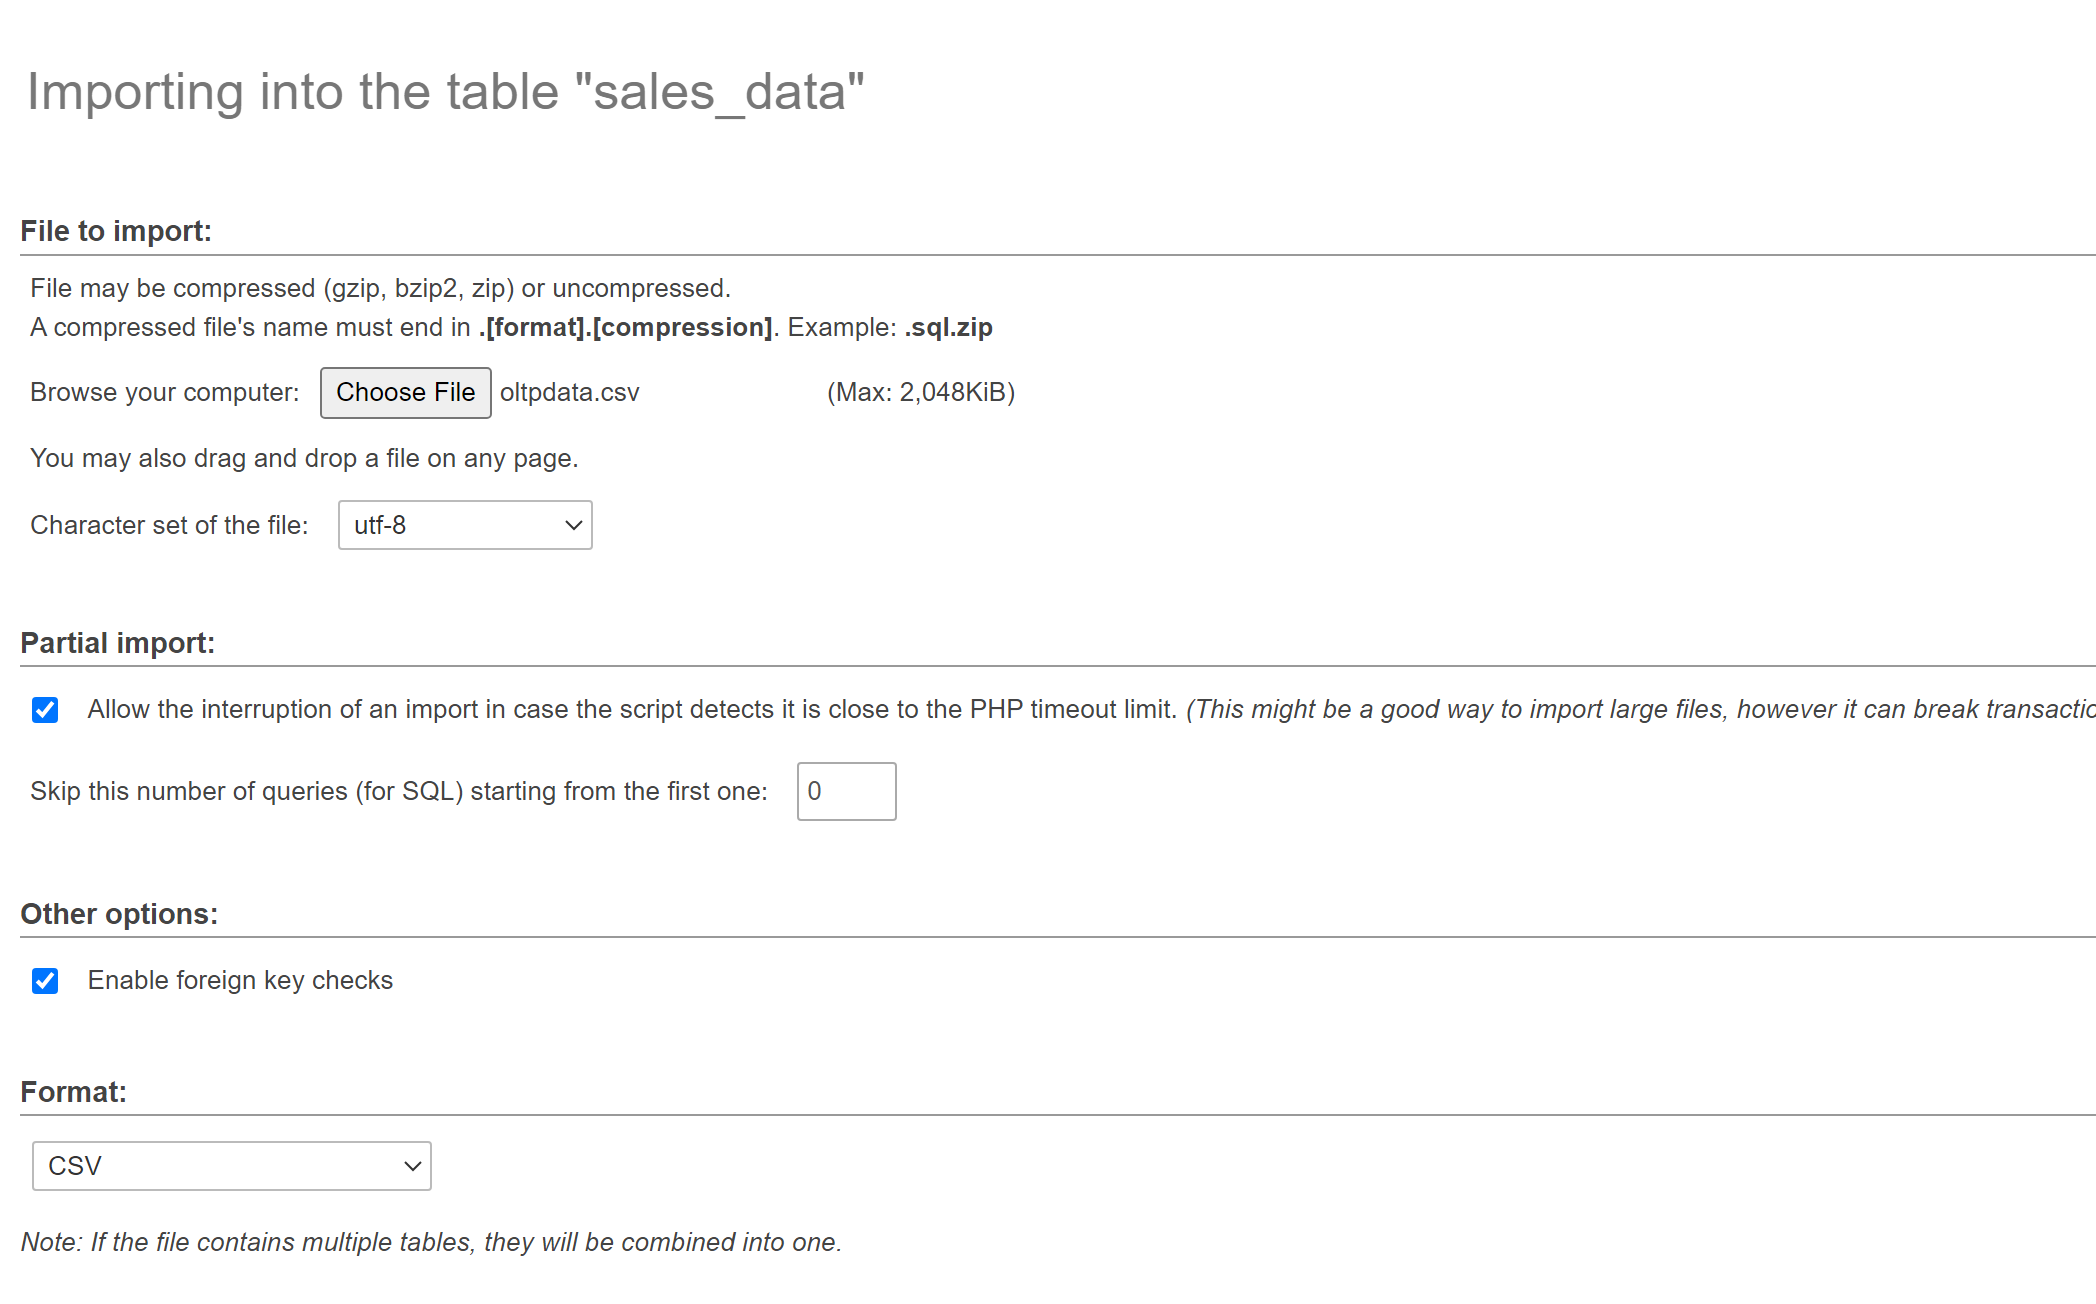 Importing into the table "sales_data"
File to import:
File may be compressed (gzip, bzip2, zip) or uncompressed.
A compressed file's name must end in .[format].[compression]. Example: .sql.zip
Browse your computer: Choose File oltpdata.csv (Max: 2,048KiB)
You may also drag and drop a file on any page.
Character set of the file: utf-8
Partial import:
Allow the interruption of an import in case the script detects it is close to the PHP timeout limit. (This might be a good way to import large files, however it can break transactio
Skip this number of queries (for SQL) starting from the first one: 0
Other options:
Enable foreign key checks
Format:
CSV
Note: If the file contains multiple tables, they will be combined into one.